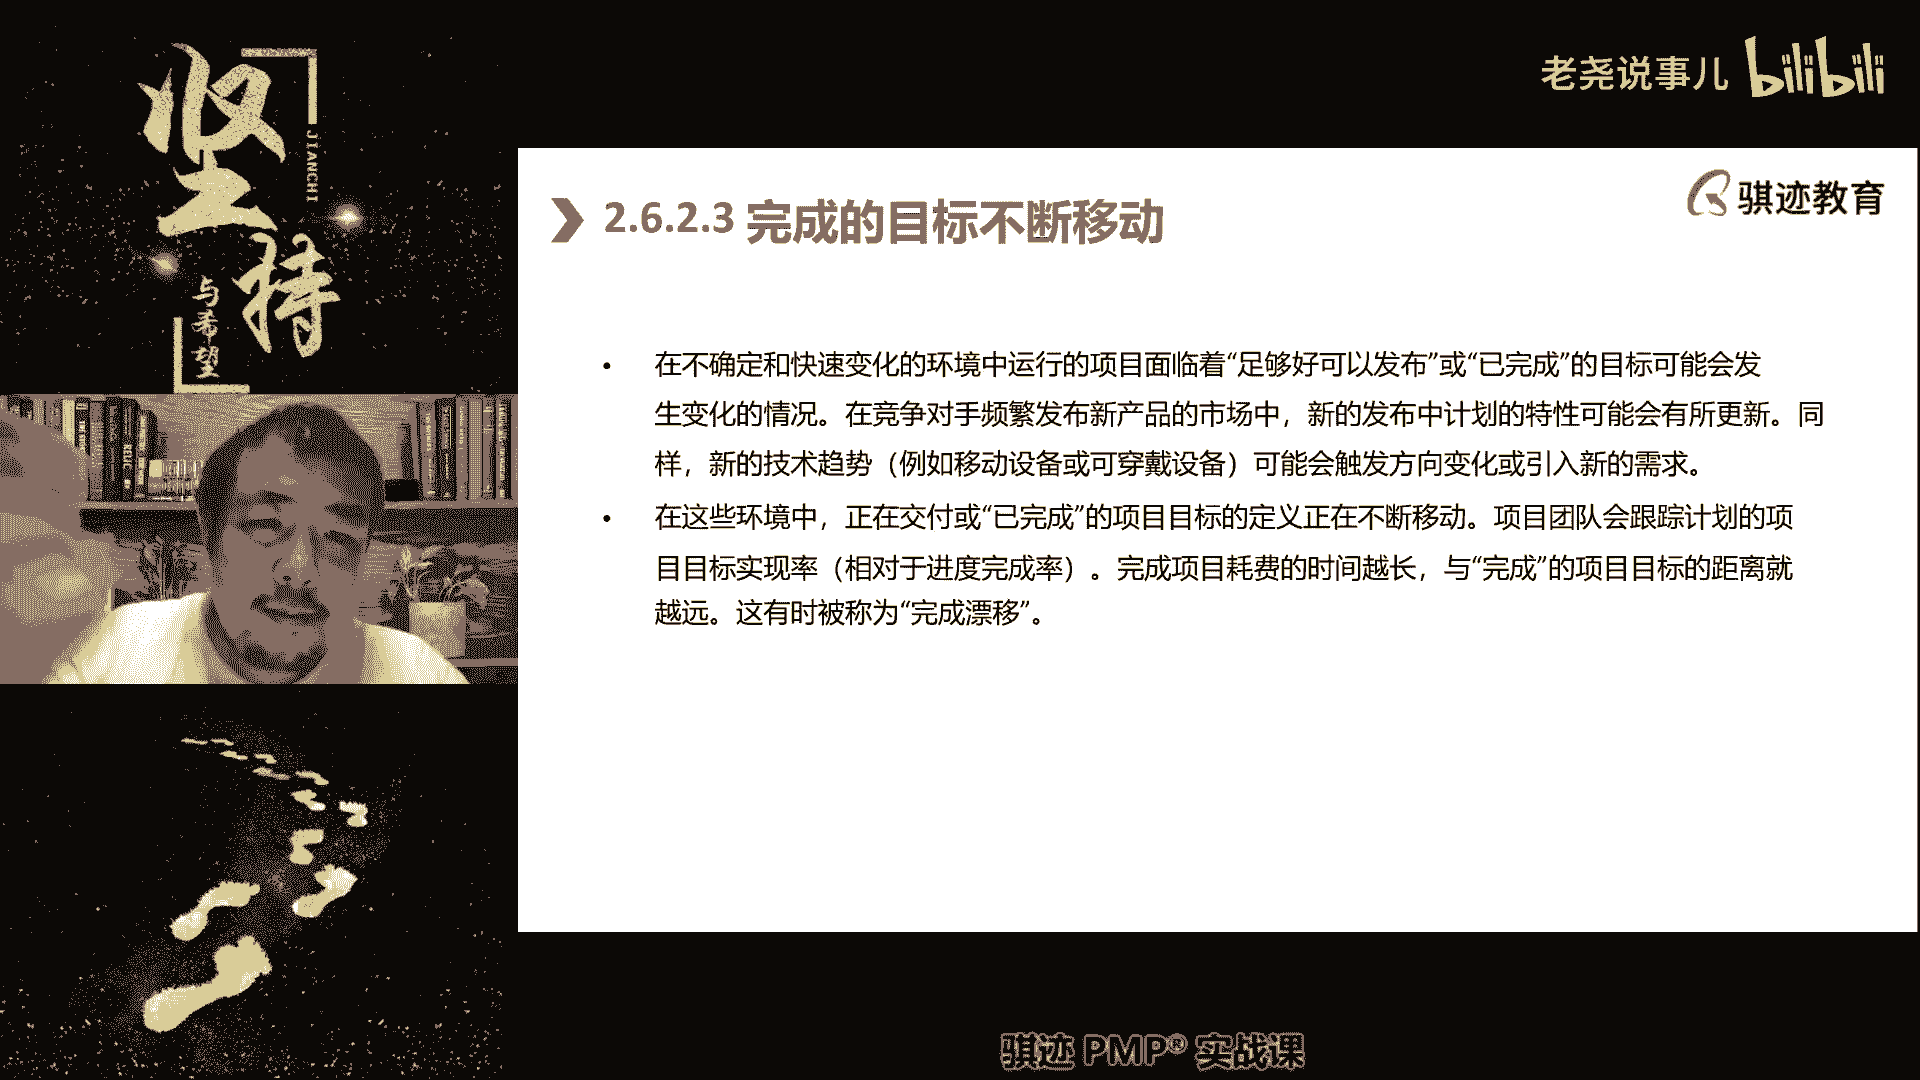 坚持
JIANCHI
与希望
老尧说事儿 bilibili
骐迹教育
2.6.2.3 完成的目标不断移动
• 在不确定和快速变化的环境中运行的项目面临着“足够好可以发布”或“已完成”的目标可能会发
生变化的情况。在竞争对手频繁发布新产品的市场中，新的发布中计划的特性可能会有所更新。同
样，新的技术趋势（例如移动设备或可穿戴设备）可能会触发方向变化或引入新的需求。
• 在这些环境中，正在交付或“已完成”的项目目标的定义正在不断移动。项目团队会跟踪计划的项
目目标实现率（相对于进度完成率）。完成项目耗费的时间越长，与“完成”的项目目标的距离就
越远。这有时被称为“完成漂移”。
骐迹 PMP® 实战课